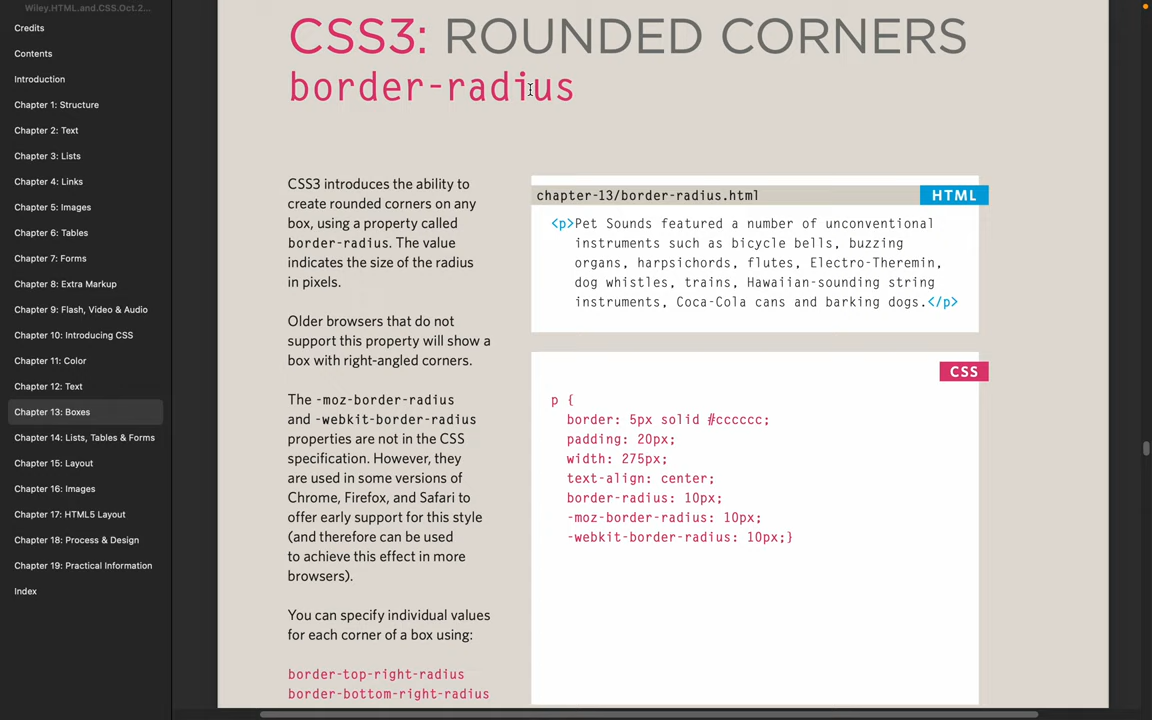 Wiley.HTML.and.CSS.Oct.2...
Credits
Contents
Introduction
Chapter 1: Structure
Chapter 2: Text
Chapter 3: Lists
Chapter 4: Links
Chapter 5: Images
Chapter 6: Tables
Chapter 7: Forms
Chapter 8: Extra Markup
Chapter 9: Flash, Video & Audio
Chapter 10: Introducing CSS
Chapter 11: Color
Chapter 12: Text
Chapter 13: Boxes
Chapter 14: Lists, Tables & Forms
Chapter 15: Layout
Chapter 16: Images
Chapter 17: HTML5 Layout
Chapter 18: Process & Design
Chapter 19: Practical Information
Index
CSS3: ROUNDED CORNERS
border-radius
CSS3 introduces the ability to
create rounded corners on any
box, using a property called
border-radius. The value
indicates the size of the radius
in pixels.
Older browsers that do not
support this property will show a
box with right-angled corners.
The -moz-border-radius
and -webkit-border-radius
properties are not in the CSS
specification. However, they
are used in some versions of
Chrome, Firefox, and Safari to
offer early support for this style
(and therefore can be used
to achieve this effect in more
browsers).
You can specify individual values
for each corner of a box using:
border-top-right-radius
border-bottom-right-radius
chapter-13/border-radius.html
HTML
<p>Pet Sounds featured a number of unconventional
instruments such as bicycle bells, buzzing
organs, harpsichords, flutes, Electro-Theremin,
dog whistles, trains, Hawaiian-sounding string
instruments, Coca-Cola cans and barking dogs.</p>
CSS
p {
border: 5px solid #cccccc;
padding: 20px;
width: 275px;
text-align: center;
border-radius: 10px;
-moz-border-radius: 10px;
-webkit-border-radius: 10px;}